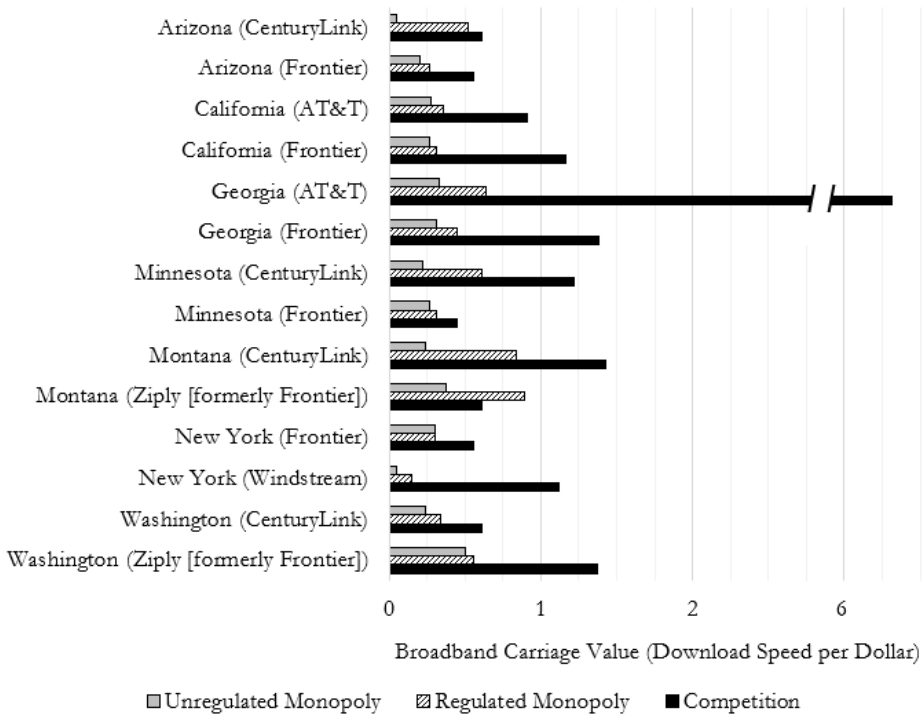 Arizona (CenturyLink)
Arizona (Frontier)
California (AT&T)
California (Frontier)
Georgia (AT&T)
Georgia (Frontier)
Minnesota (CenturyLink)
Minnesota (Frontier)
Montana (CenturyLink)
Montana (Ziply [formerly Frontier])
New York (Frontier)
New York (Windstream)
Washington (CenturyLink)
Washington (Ziply [formerly Frontier])
0 1 2 6
Broadband Carriage Value (Download Speed per Dollar)
Unregulated Monopoly Regulated Monopoly Competition